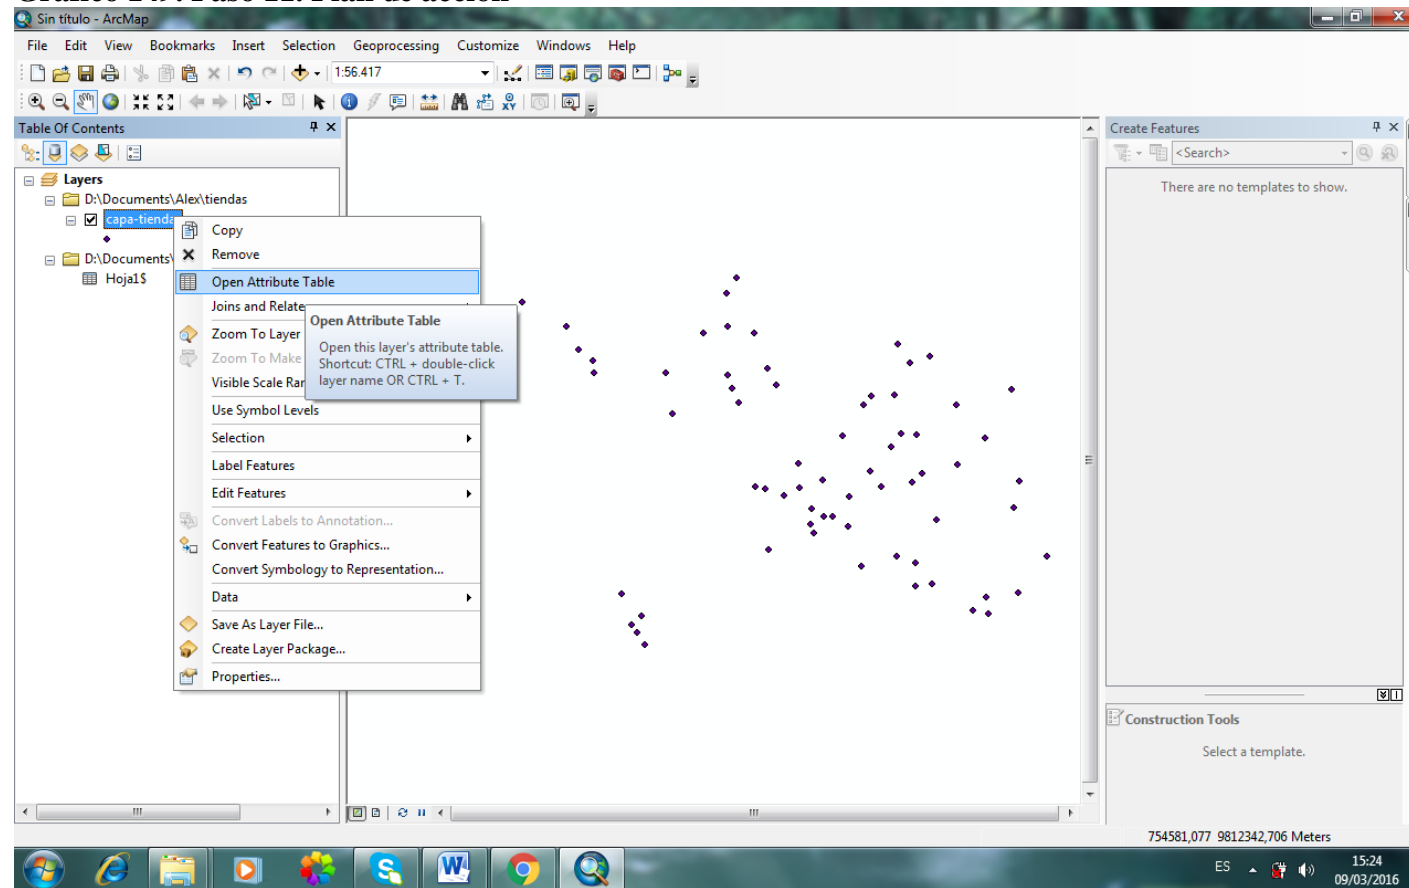 Sin título - ArcMap
File Edit View Bookmarks Insert Selection Geoprocessing Customize Windows Help
1:56.417
Table Of Contents
Create Features
<Search>
Layers
There are no templates to show.
D:\Documents\Alex\tiendas
capa-tienda
D:\Documents\
Hoja1$
Copy
Remove
Open Attribute Table
Joins and Relate
Open Attribute Table
Open this layer's attribute table.
Shortcut: CTRL + double-click
layer name OR CTRL + T.
Zoom To Layer
Zoom To Make
Visible Scale Ran
Use Symbol Levels
Selection
Label Features
Edit Features
Convert Labels to Annotation...
Convert Features to Graphics...
Convert Symbology to Representation...
Data
Save As Layer File...
Create Layer Package...
Properties...
Construction Tools
Select a template.
754581,077 9812342,706 Meters
ES
15:24
09/03/2016